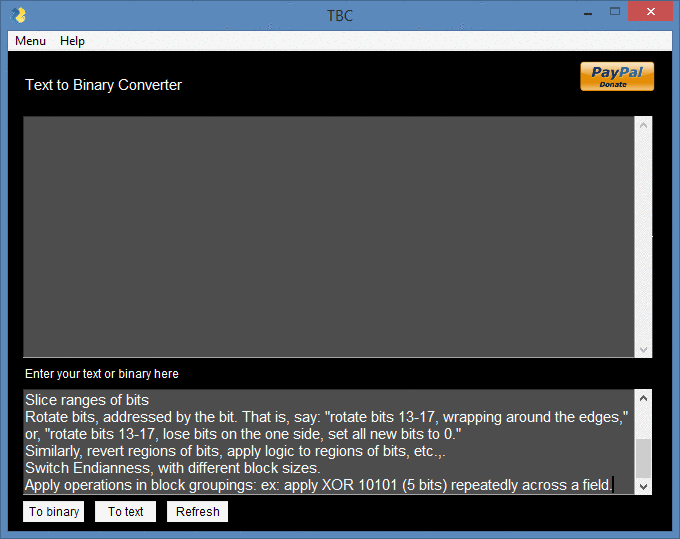 TBC
Menu Help
Text to Binary Converter
PayPal
Donate
Enter your text or binary here
Slice ranges of bits
Rotate bits, addressed by the bit. That is, say: "rotate bits 13-17, wrapping around the edges,"
or, "rotate bits 13-17, lose bits on the one side, set all new bits to 0."
Similarly, revert regions of bits, apply logic to regions of bits, etc.,.
Switch Endianness, with different block sizes.
Apply operations in block groupings: ex: apply XOR 10101 (5 bits) repeatedly across a field.
To binary To text Refresh